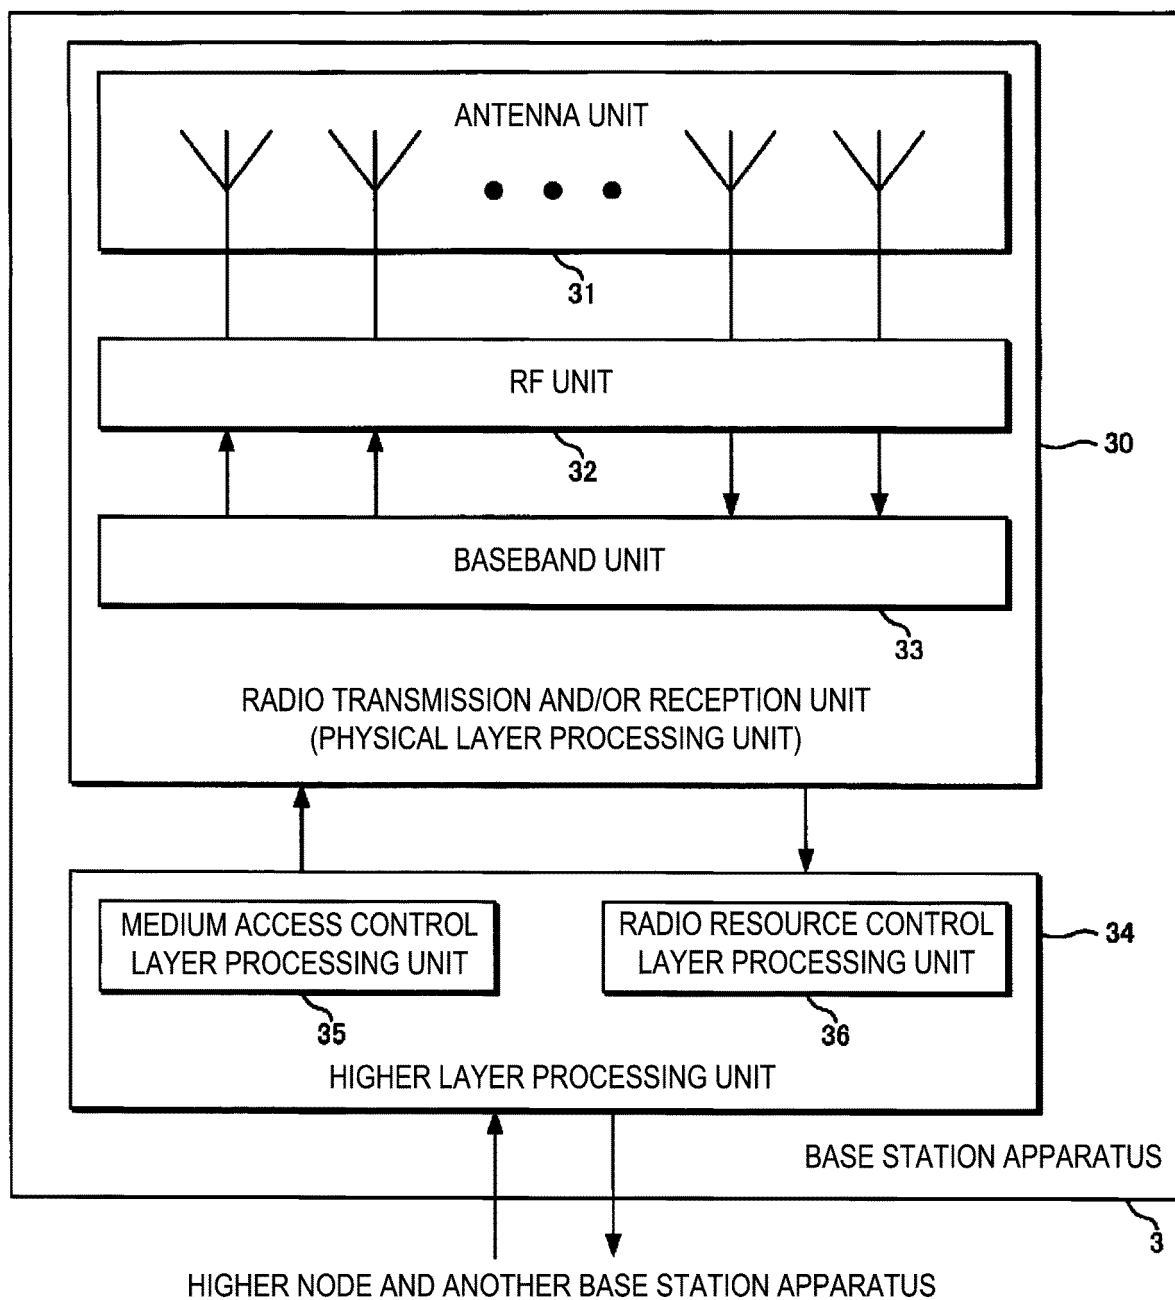 ANTENNA UNIT
31
RF UNIT
32
30
BASEBAND UNIT
33
RADIO TRANSMISSION AND/OR RECEPTION UNIT
(PHYSICAL LAYER PROCESSING UNIT)
MEDIUM ACCESS CONTROL
LAYER PROCESSING UNIT
35
RADIO RESOURCE CONTROL
LAYER PROCESSING UNIT
36
34
HIGHER LAYER PROCESSING UNIT
BASE STATION APPARATUS
3
HIGHER NODE AND ANOTHER BASE STATION APPARATUS